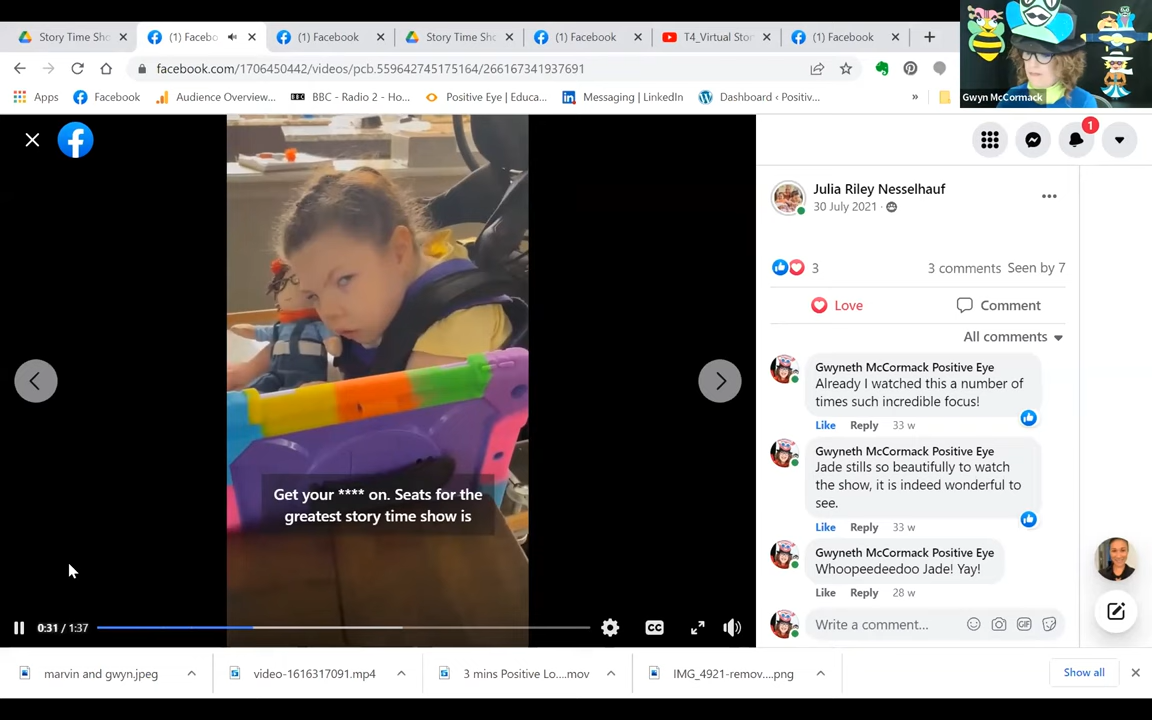 Story Time Sho
(1) Facebo
(1) Facebook
Story Time Sho
(1) Facebook
T4_Virtual Stor
(1) Facebook
facebook.com/1706450442/videos/pcb.559642745175164/266167341937691
Apps
Facebook
Audience Overview...
BBC - Radio 2 - Ho...
Positive Eye | Educa...
Messaging | LinkedIn
Dashboard ‹ Positiv...
»
Gwyn McCormack
1
Julia Riley Nesselhauf
30 July 2021 ·
3
3 comments Seen by 7
Love
Comment
All comments
Gwyneth McCormack Positive Eye
Already I watched this a number of
times such incredible focus!
Like Reply 33 w
Gwyneth McCormack Positive Eye
Jade stills so beautifully to watch
the show, it is indeed wonderful to
see.
Like Reply 33 w
Gwyneth McCormack Positive Eye
Whoopeedeedoo Jade! Yay!
Like Reply 28 w
Write a comment...
GIF
Get your **** on. Seats for the
greatest story time show is
0:31 / 1:37
CC
marvin and gwyn.jpeg
video-1616317091.mp4
3 mins Positive Lo....mov
IMG_4921-remov....png
Show all